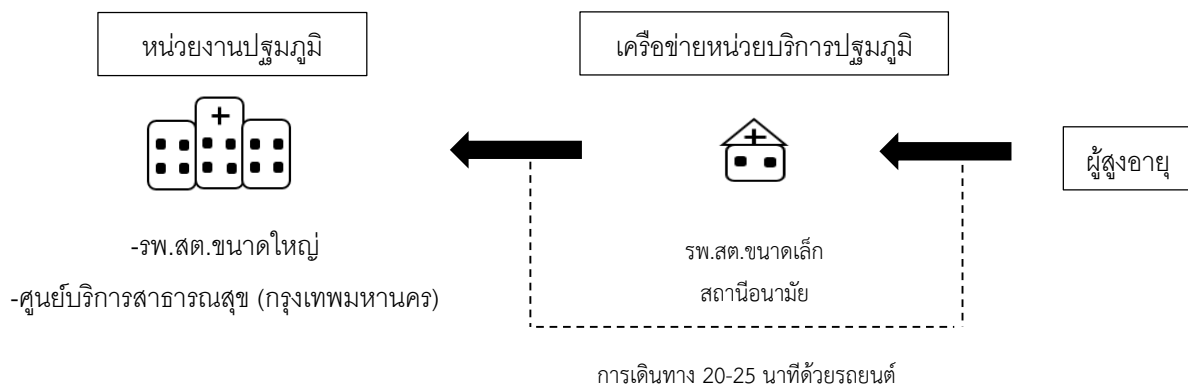 หน่วยงานปฐมภูมิ
เครือข่ายหน่วยบริการปฐมภูมิ
ผู้สูงอายุ
-รพ.สต.ขนาดใหญ่
-ศูนย์บริการสาธารณสุข (กรุงเทพมหานคร)
รพ.สต.ขนาดเล็ก
สถานีอนามัย
การเดินทาง 20-25 นาทีด้วยรถยนต์